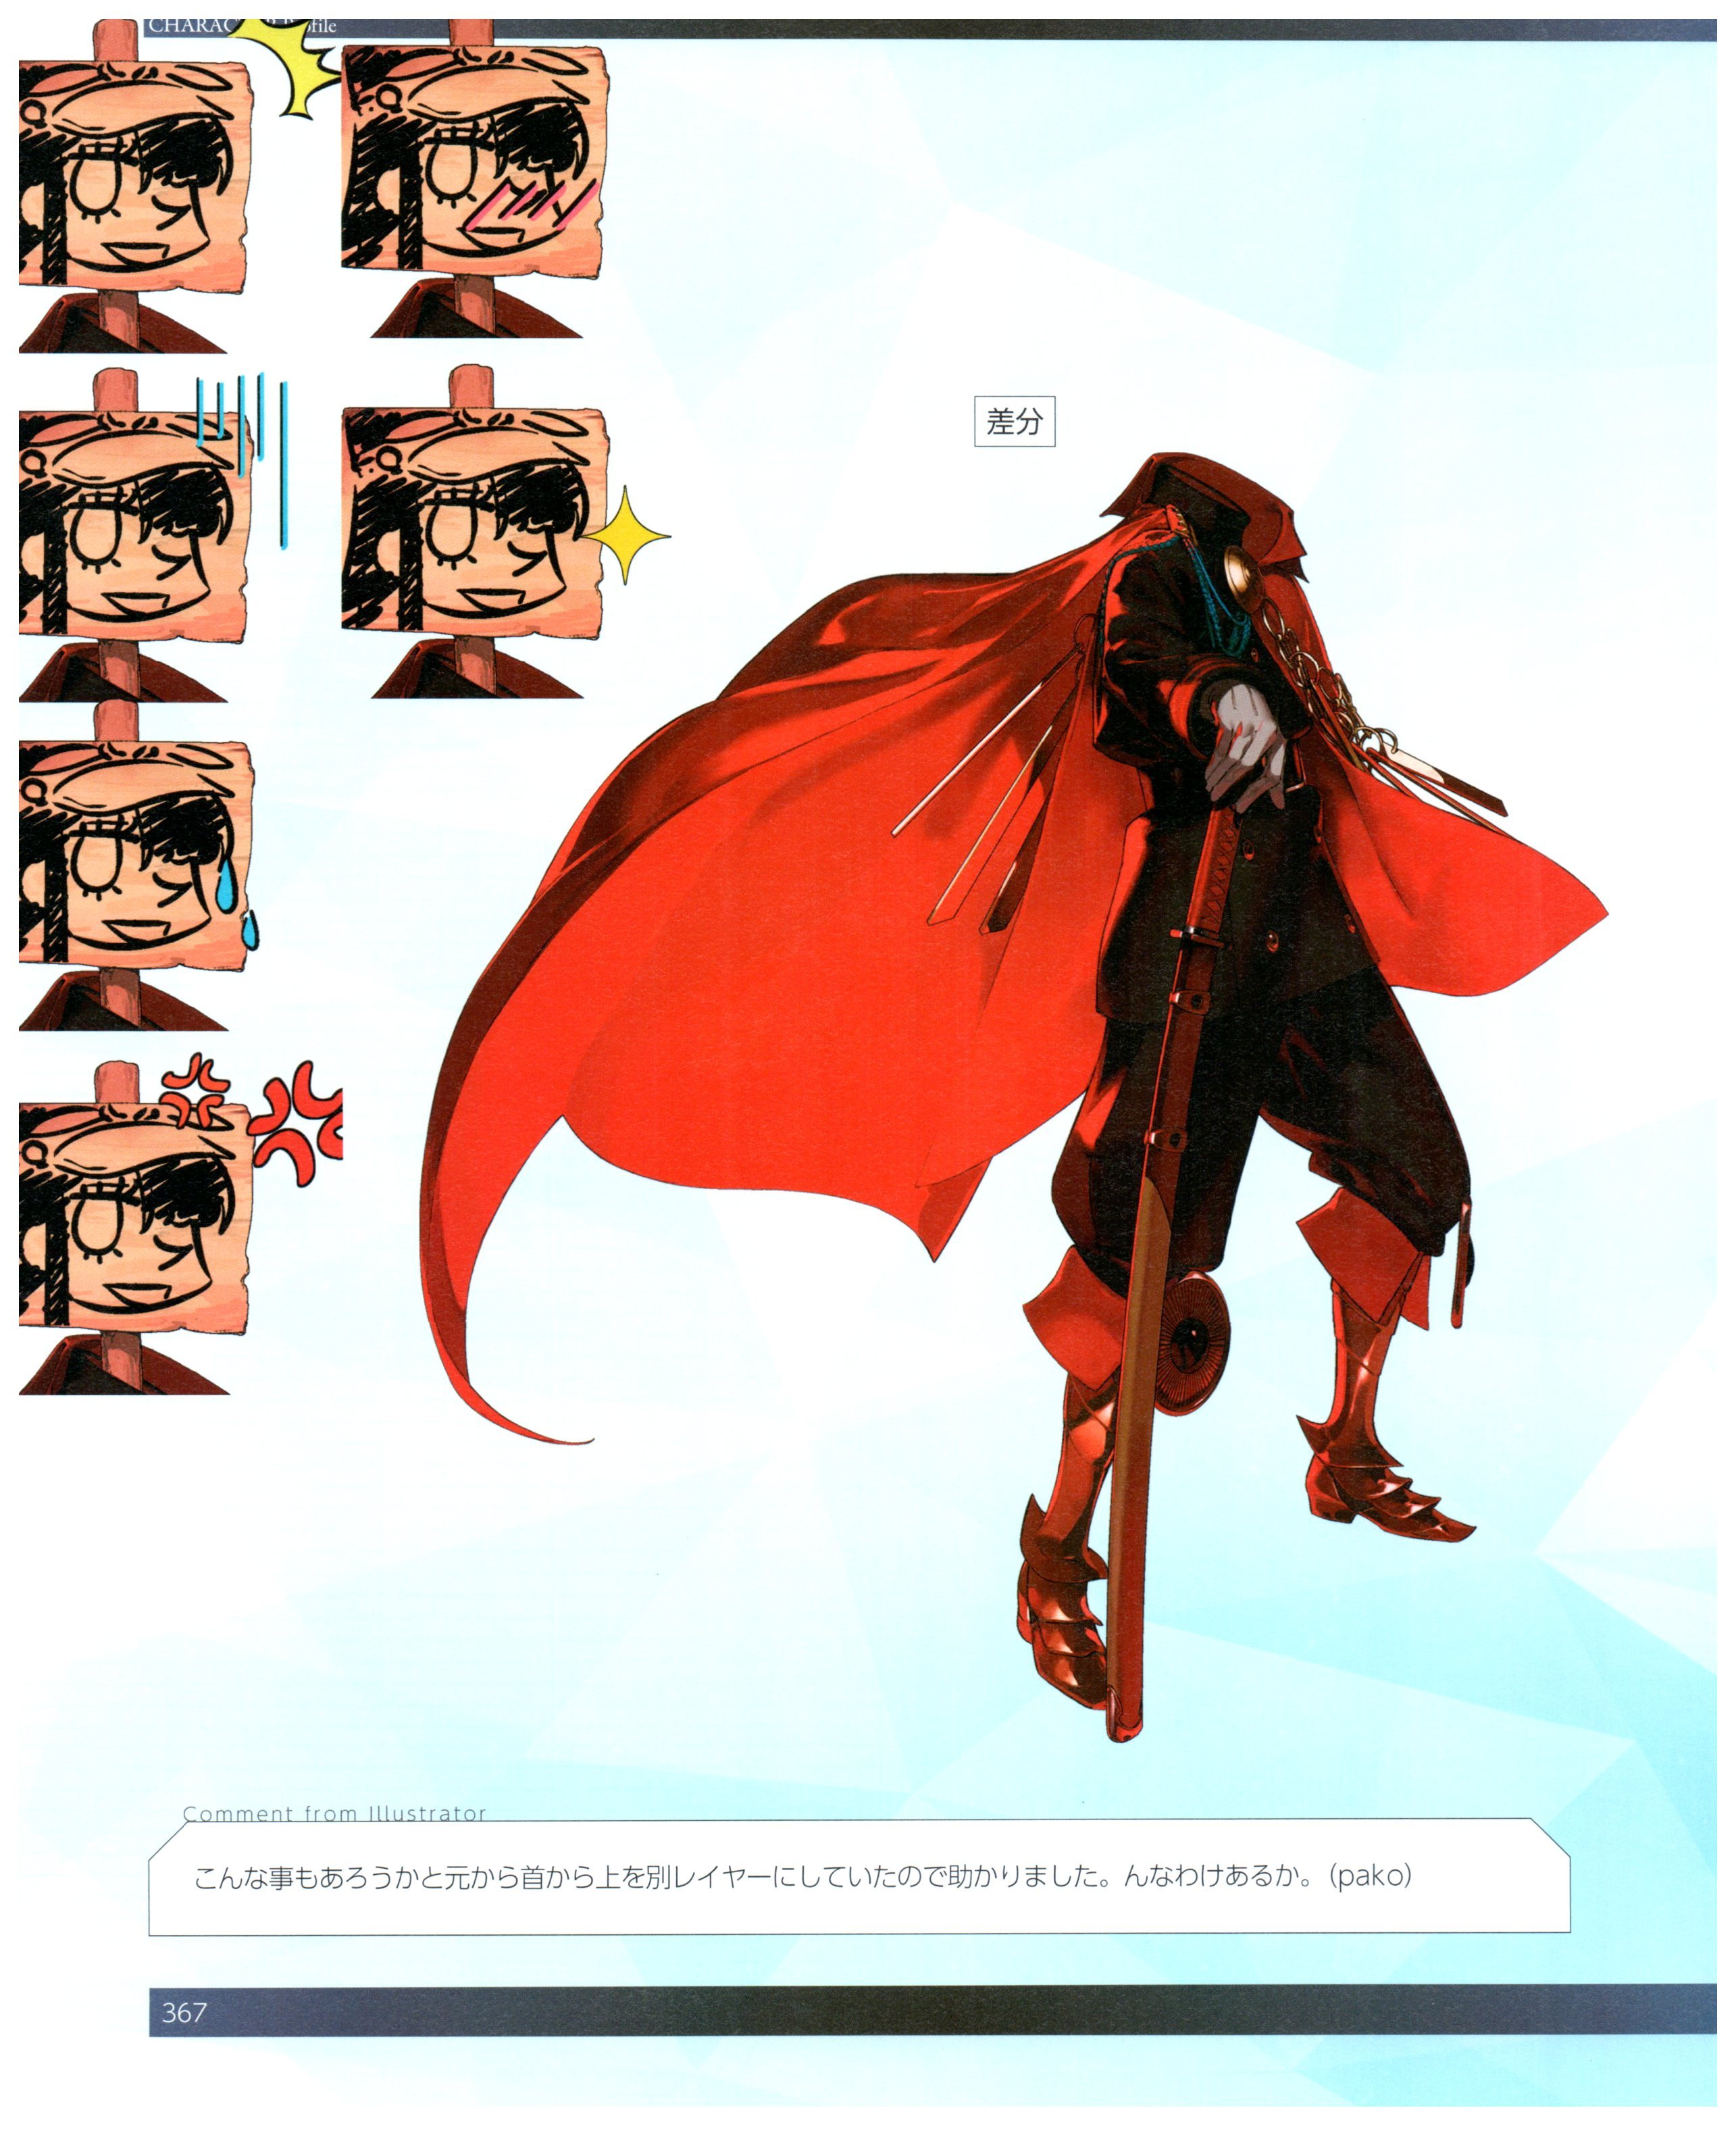 CHARAC
file
差分
Comment from Illustrator
こんな事もあろうかと元から首から上を別レイヤーにしていたので助かりました。んなわけあるか。(pako)
367